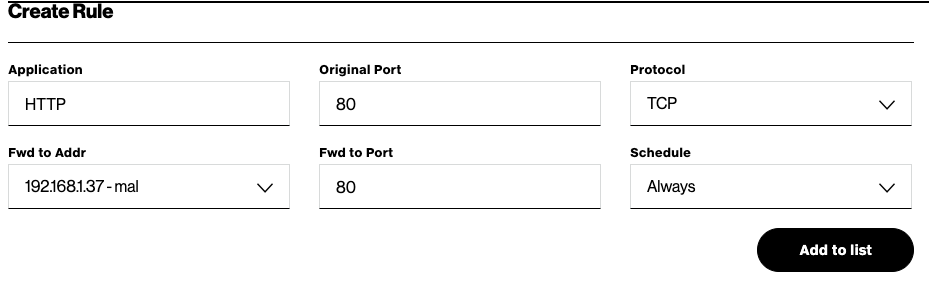 Create Rule
Application Original Port Protocol
HTTP 80 TCP
Fwd to Addr Fwd to Port Schedule
192.168.1.37 - mal 80 Always
Add to list